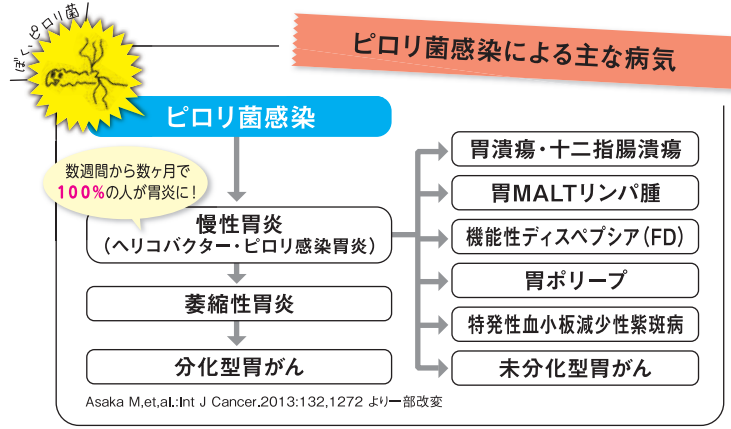 ぼく、ピロリ菌
ピロリ菌感染による主な病気
ピロリ菌感染
数週間から数ヶ月で
100%の人が胃炎に!
慢性胃炎
(ヘリコバクター・ピロリ感染胃炎)
萎縮性胃炎
分化型胃がん
胃潰瘍・十二指腸潰瘍
胃MALTリンパ腫
機能性ディスペプシア(FD)
胃ポリープ
特発性血小板減少性紫斑病
未分化型胃がん
Asaka M,et,al.:Int J Cancer.2013:132,1272 より一部改変